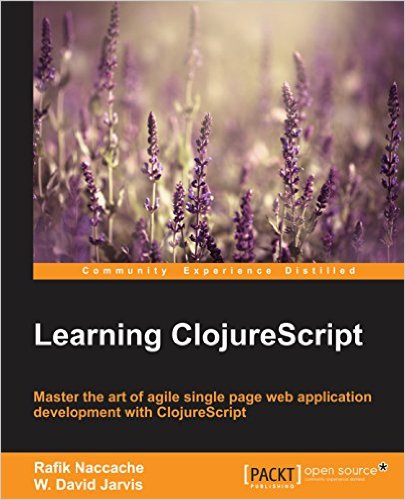 Community Experience Distilled
Learning ClojureScript
Master the art of agile single page web application
development with ClojureScript
Rafik Naccache
W. David Jarvis
[PACKT] open source*
PUBLISHING community experience distilled